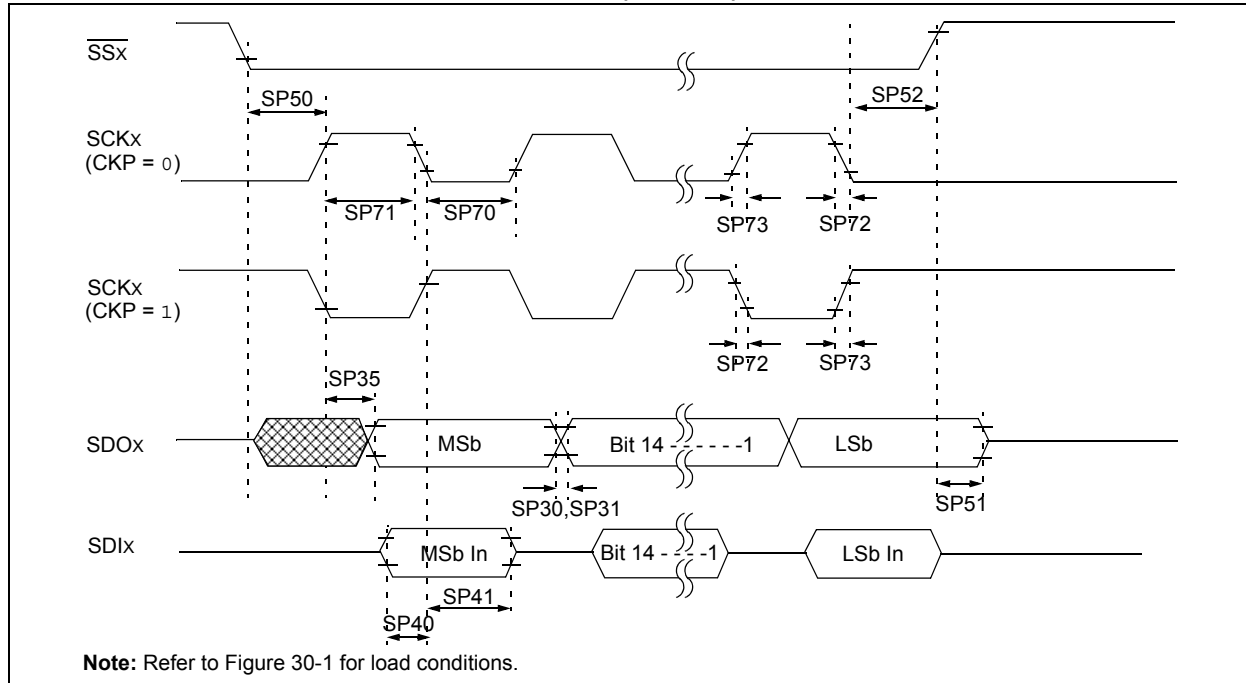 SSx
SP50
SP52
SCKx
(CKP = 0)
SP71
SP70
SP73
SP72
SCKx
(CKP = 1)
SP72
SP73
SP35
SDOx
MSb
Bit 14 - - - - - -1
LSb
SP30,SP31
SP51
SDIx
MSb In
Bit 14 - - - -1
LSb In
SP41
SP40
Note: Refer to Figure 30-1 for load conditions.